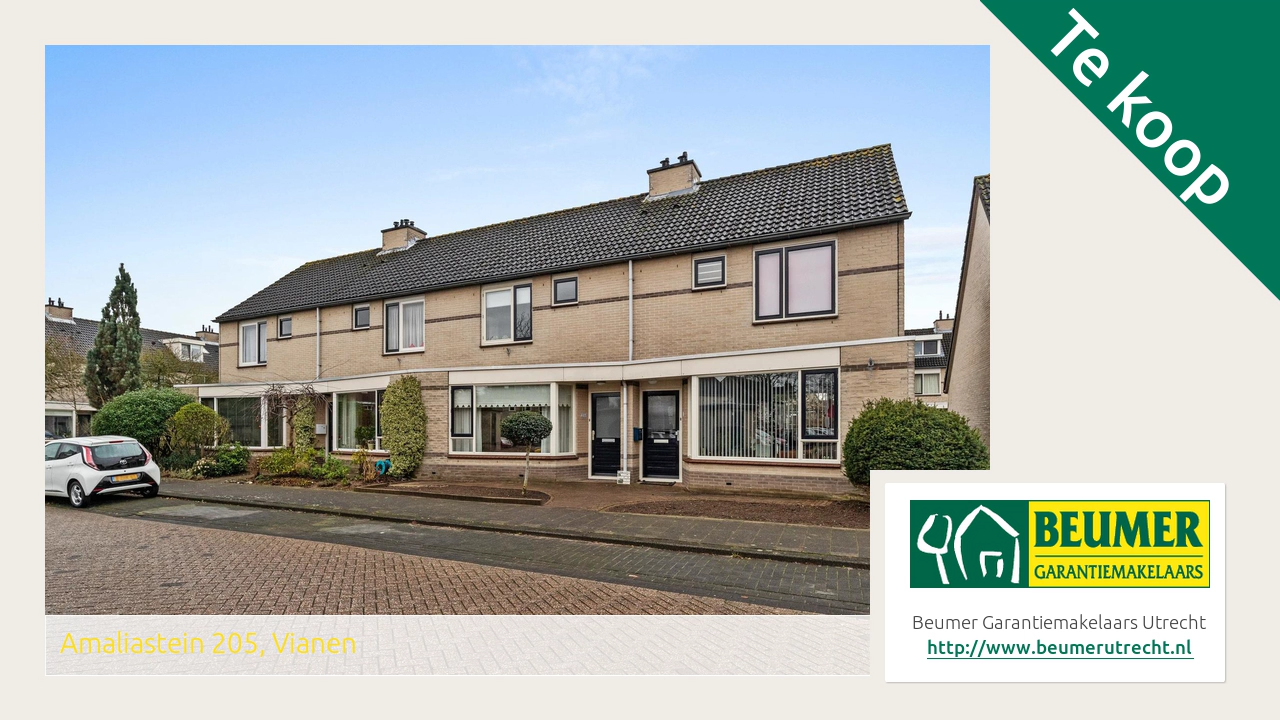 Te koop
Amaliastein 205, Vianen
BEUMER
GARANTIEMAKELAARS
Beumer Garantiemakelaars Utrecht
http://www.beumerutrecht.nl